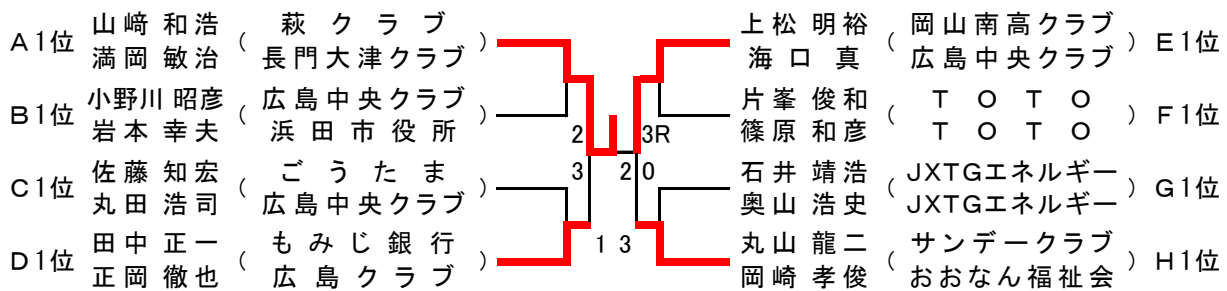 A1位 山﨑 和浩 ( 萩クラブ )
満岡 敏治 長門大津クラブ
B1位 小野川 昭彦 ( 広島中央クラブ )
岩本 幸夫 浜田市役所
C1位 佐藤 知宏 ( ごうたま )
丸田 浩司 広島中央クラブ
D1位 田中 正一 ( もみじ銀行 )
正岡 徹也 広島クラブ
2 3R
3 2 0
1 3
上松 明裕 ( 岡山南高クラブ ) E1位
海口 真 広島中央クラブ
片峯 俊和 ( TOTO ) F1位
篠原 和彦 TOTO
石井 靖浩 ( JXTGエネルギー ) G1位
奥山 浩史 JXTGエネルギー
丸山 龍二 ( サンデークラブ ) H1位
岡崎 孝俊 おおなん福祉会